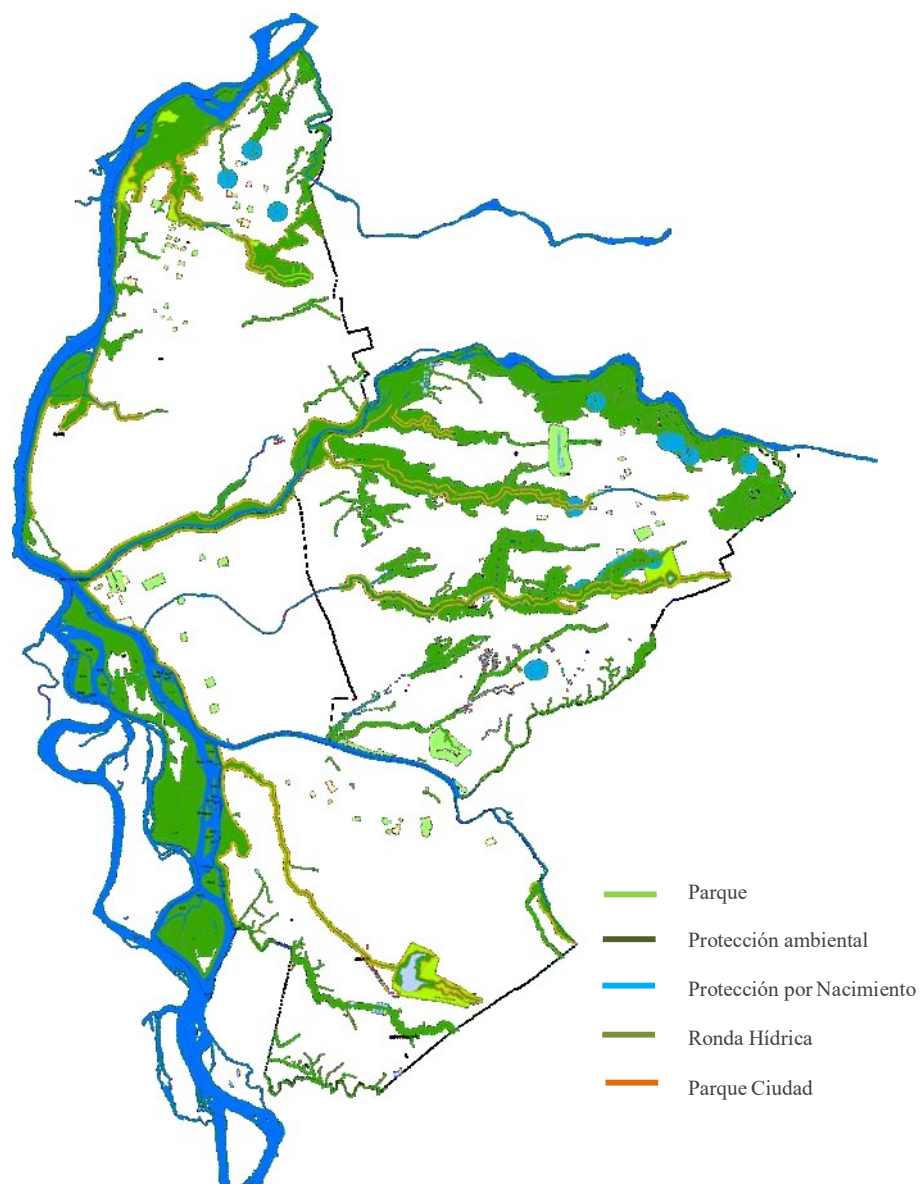 Parque
Protección ambiental
Protección por Nacimiento
Ronda Hídrica
Parque Ciudad